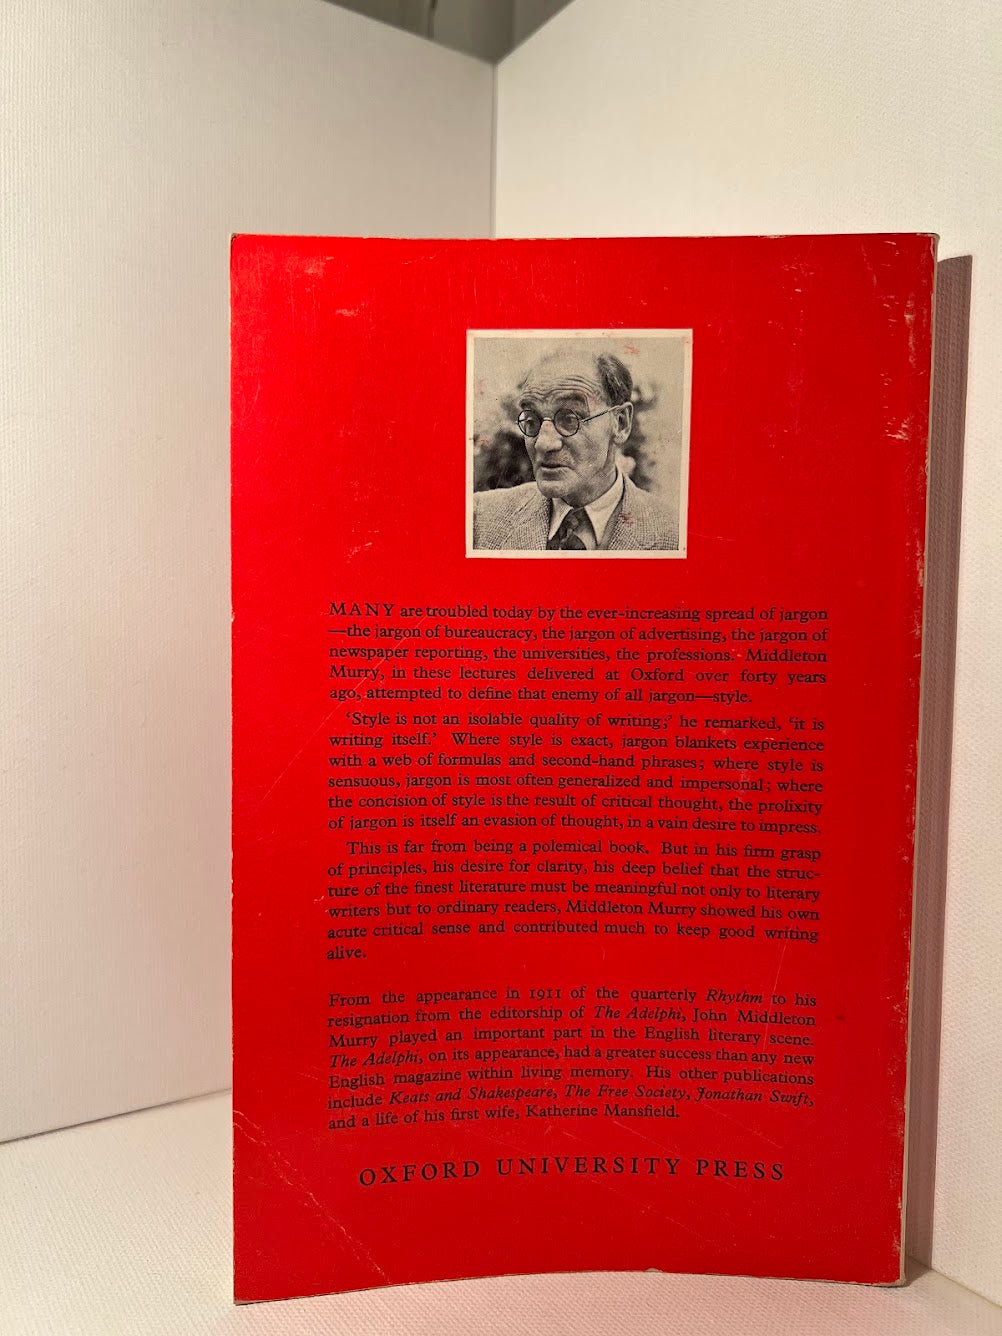 MANY are troubled today by the ever-increasing spread of jargon
—the jargon of bureaucracy, the jargon of advertising, the jargon of
newspaper reporting, the universities, the professions. Middleton
Murry, in these lectures delivered at Oxford over forty years
ago, attempted to define that enemy of all jargon—style.
‘Style is not an isolable quality of writing;’ he remarked, ‘it is
writing itself.’ Where style is exact, jargon blankets experience
with a web of formulas and second-hand phrases; where style is
sensuous, jargon is most often generalized and impersonal; where
the concision of style is the result of critical thought, the prolixity
of jargon is itself an evasion of thought, in a vain desire to impress.
This is far from being a polemical book. But in his firm grasp
of principles, his desire for clarity, his deep belief that the struc-
ture of the finest literature must be meaningful not only to literary
writers but to ordinary readers, Middleton Murry showed his own
acute critical sense and contributed much to keep good writing
alive.
From the appearance in 1911 of the quarterly Rhythm to his
resignation from the editorship of The Adelphi, John Middleton
Murry played an important part in the English literary scene.
The Adelphi, on its appearance, had a greater success than any new
English magazine within living memory. His other publications
include Keats and Shakespeare, The Free Society, Jonathan Swift,
and a life of his first wife, Katherine Mansfield.
OXFORD UNIVERSITY PRESS